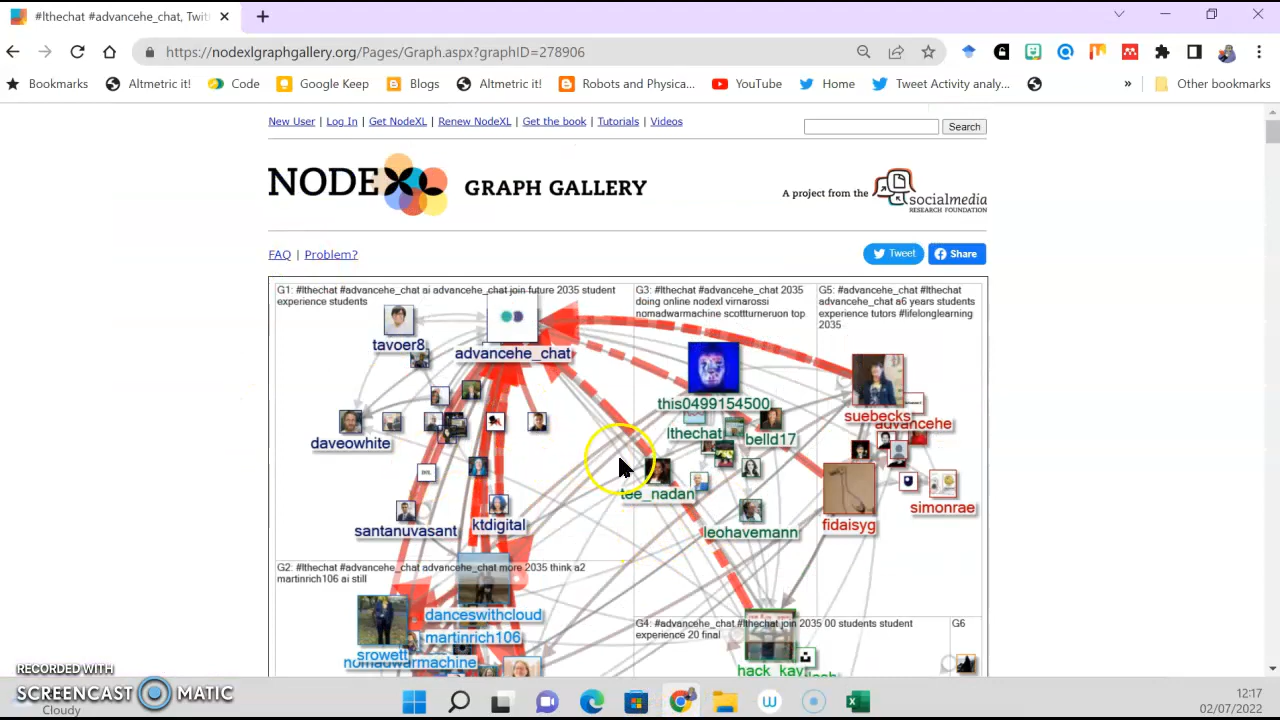 #lthechat #advancehe_chat, Twit
https://nodexlgraphgallery.org/Pages/Graph.aspx?graphID=278906
Bookmarks Altmetric it! Code Google Keep Blogs Altmetric it! Robots and Physica... YouTube Home Tweet Activity analy... » Other bookmarks
New User | Log In | Get NodeXL | Renew NodeXL | Get the book | Tutorials | Videos
Search
NODEXL GRAPH GALLERY
A project from the
socialmedia
RESEARCH FOUNDATION
FAQ | Problem?
Tweet Share
G1: #lthechat #advancehe_chat ai advancehe_chat join future 2035 student
experience students
G3: #lthechat #advancehe_chat 2035
doing online nodexl virnarossi
nomadwarmachine scottturneruon top
G5: #advancehe_chat #lthechat
advancehe_chat a6 years students
experience tutors #lifelonglearning
2035
tavoer8
advancehe_chat
this0499154500
suebecks
advancehe
lthechat
belld17
daveowhite
tee_nadan
simonrae
santanuvasant
ktdigital
leohavemann
fidaisyg
G2: #lthechat #advancehe_chat advancehe_chat more 2035 think a2
martinrich106 ai still
danceswithcloud
martinrich106
srowett
nomadwarmachine
G4: #advancehe_chat #lthechat join 2035 00 students student
experience 20 final
G6
hack_kay
RECORDED WITH
SCREENCAST MATIC
Cloudy
12:17
02/07/2022